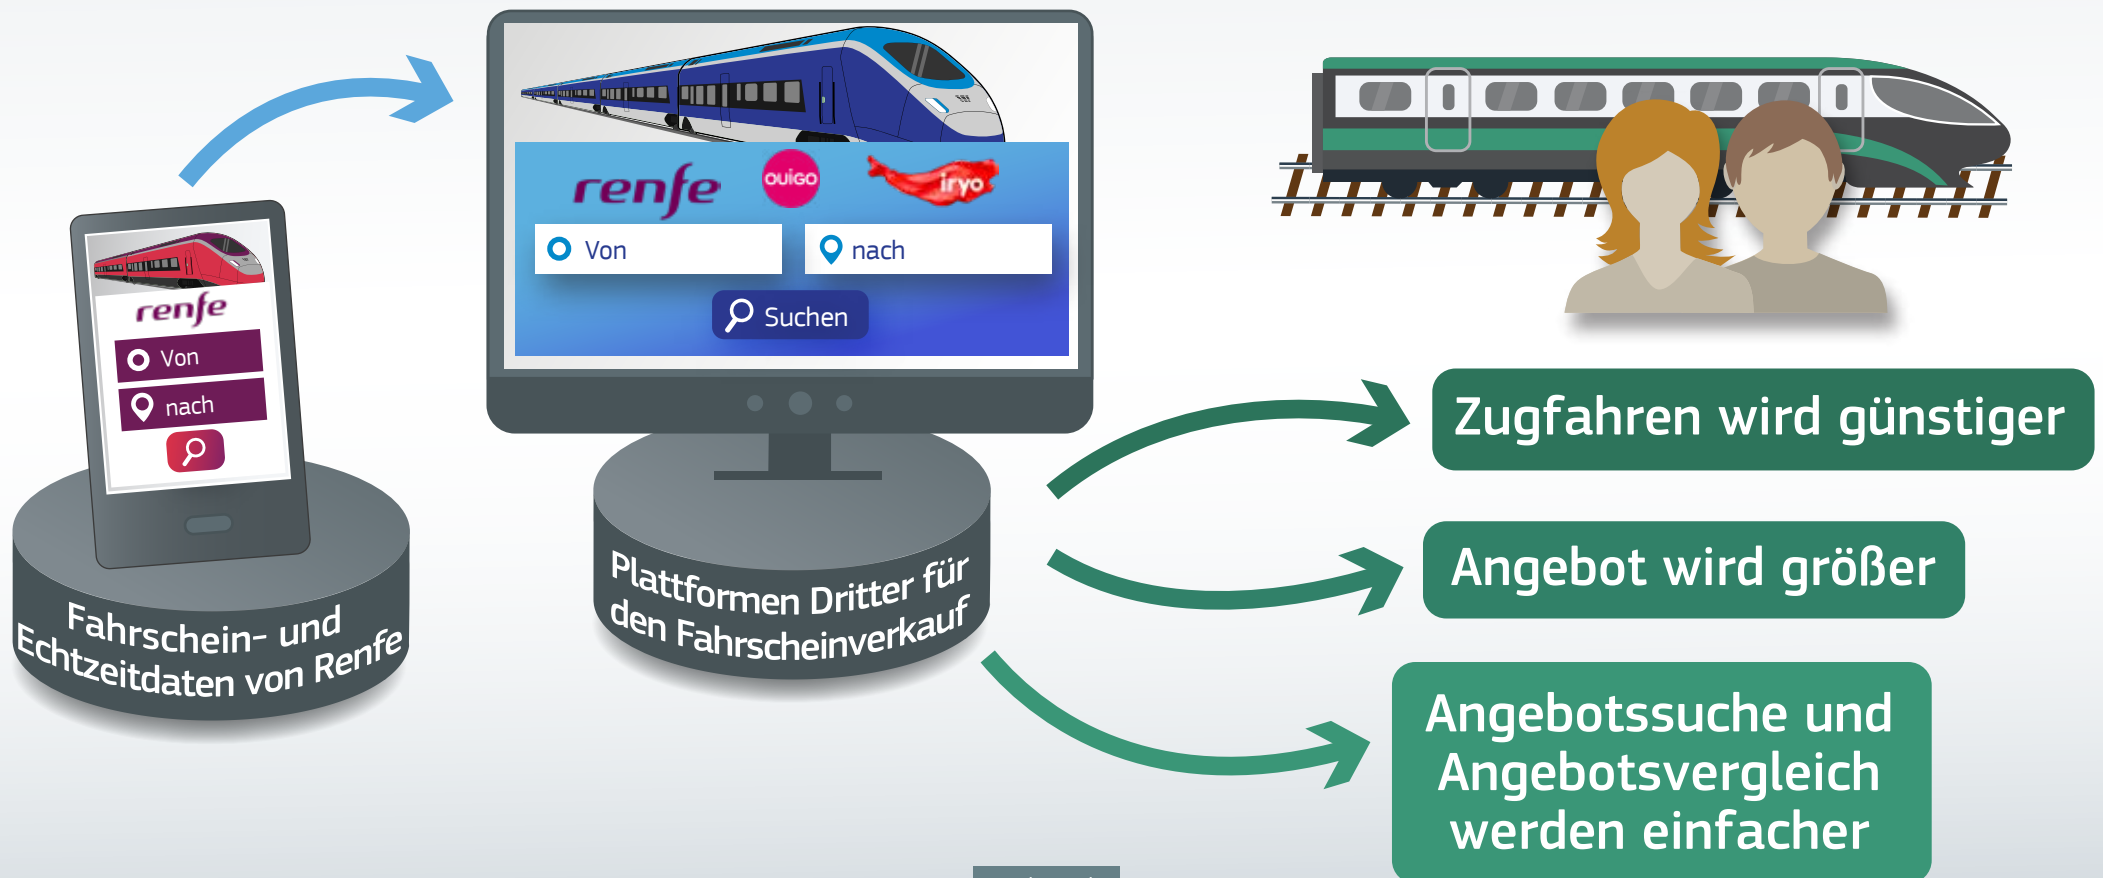 renfe
Von
nach
Fahrschein- und
Echtzeitdaten von Renfe
renfe
OUIGO
iryo
Von
nach
Suchen
Plattformen Dritter für
den Fahrscheinverkauf
Zugfahren wird günstiger
Angebot wird größer
Angebotssuche und
Angebotsvergleich
werden einfacher